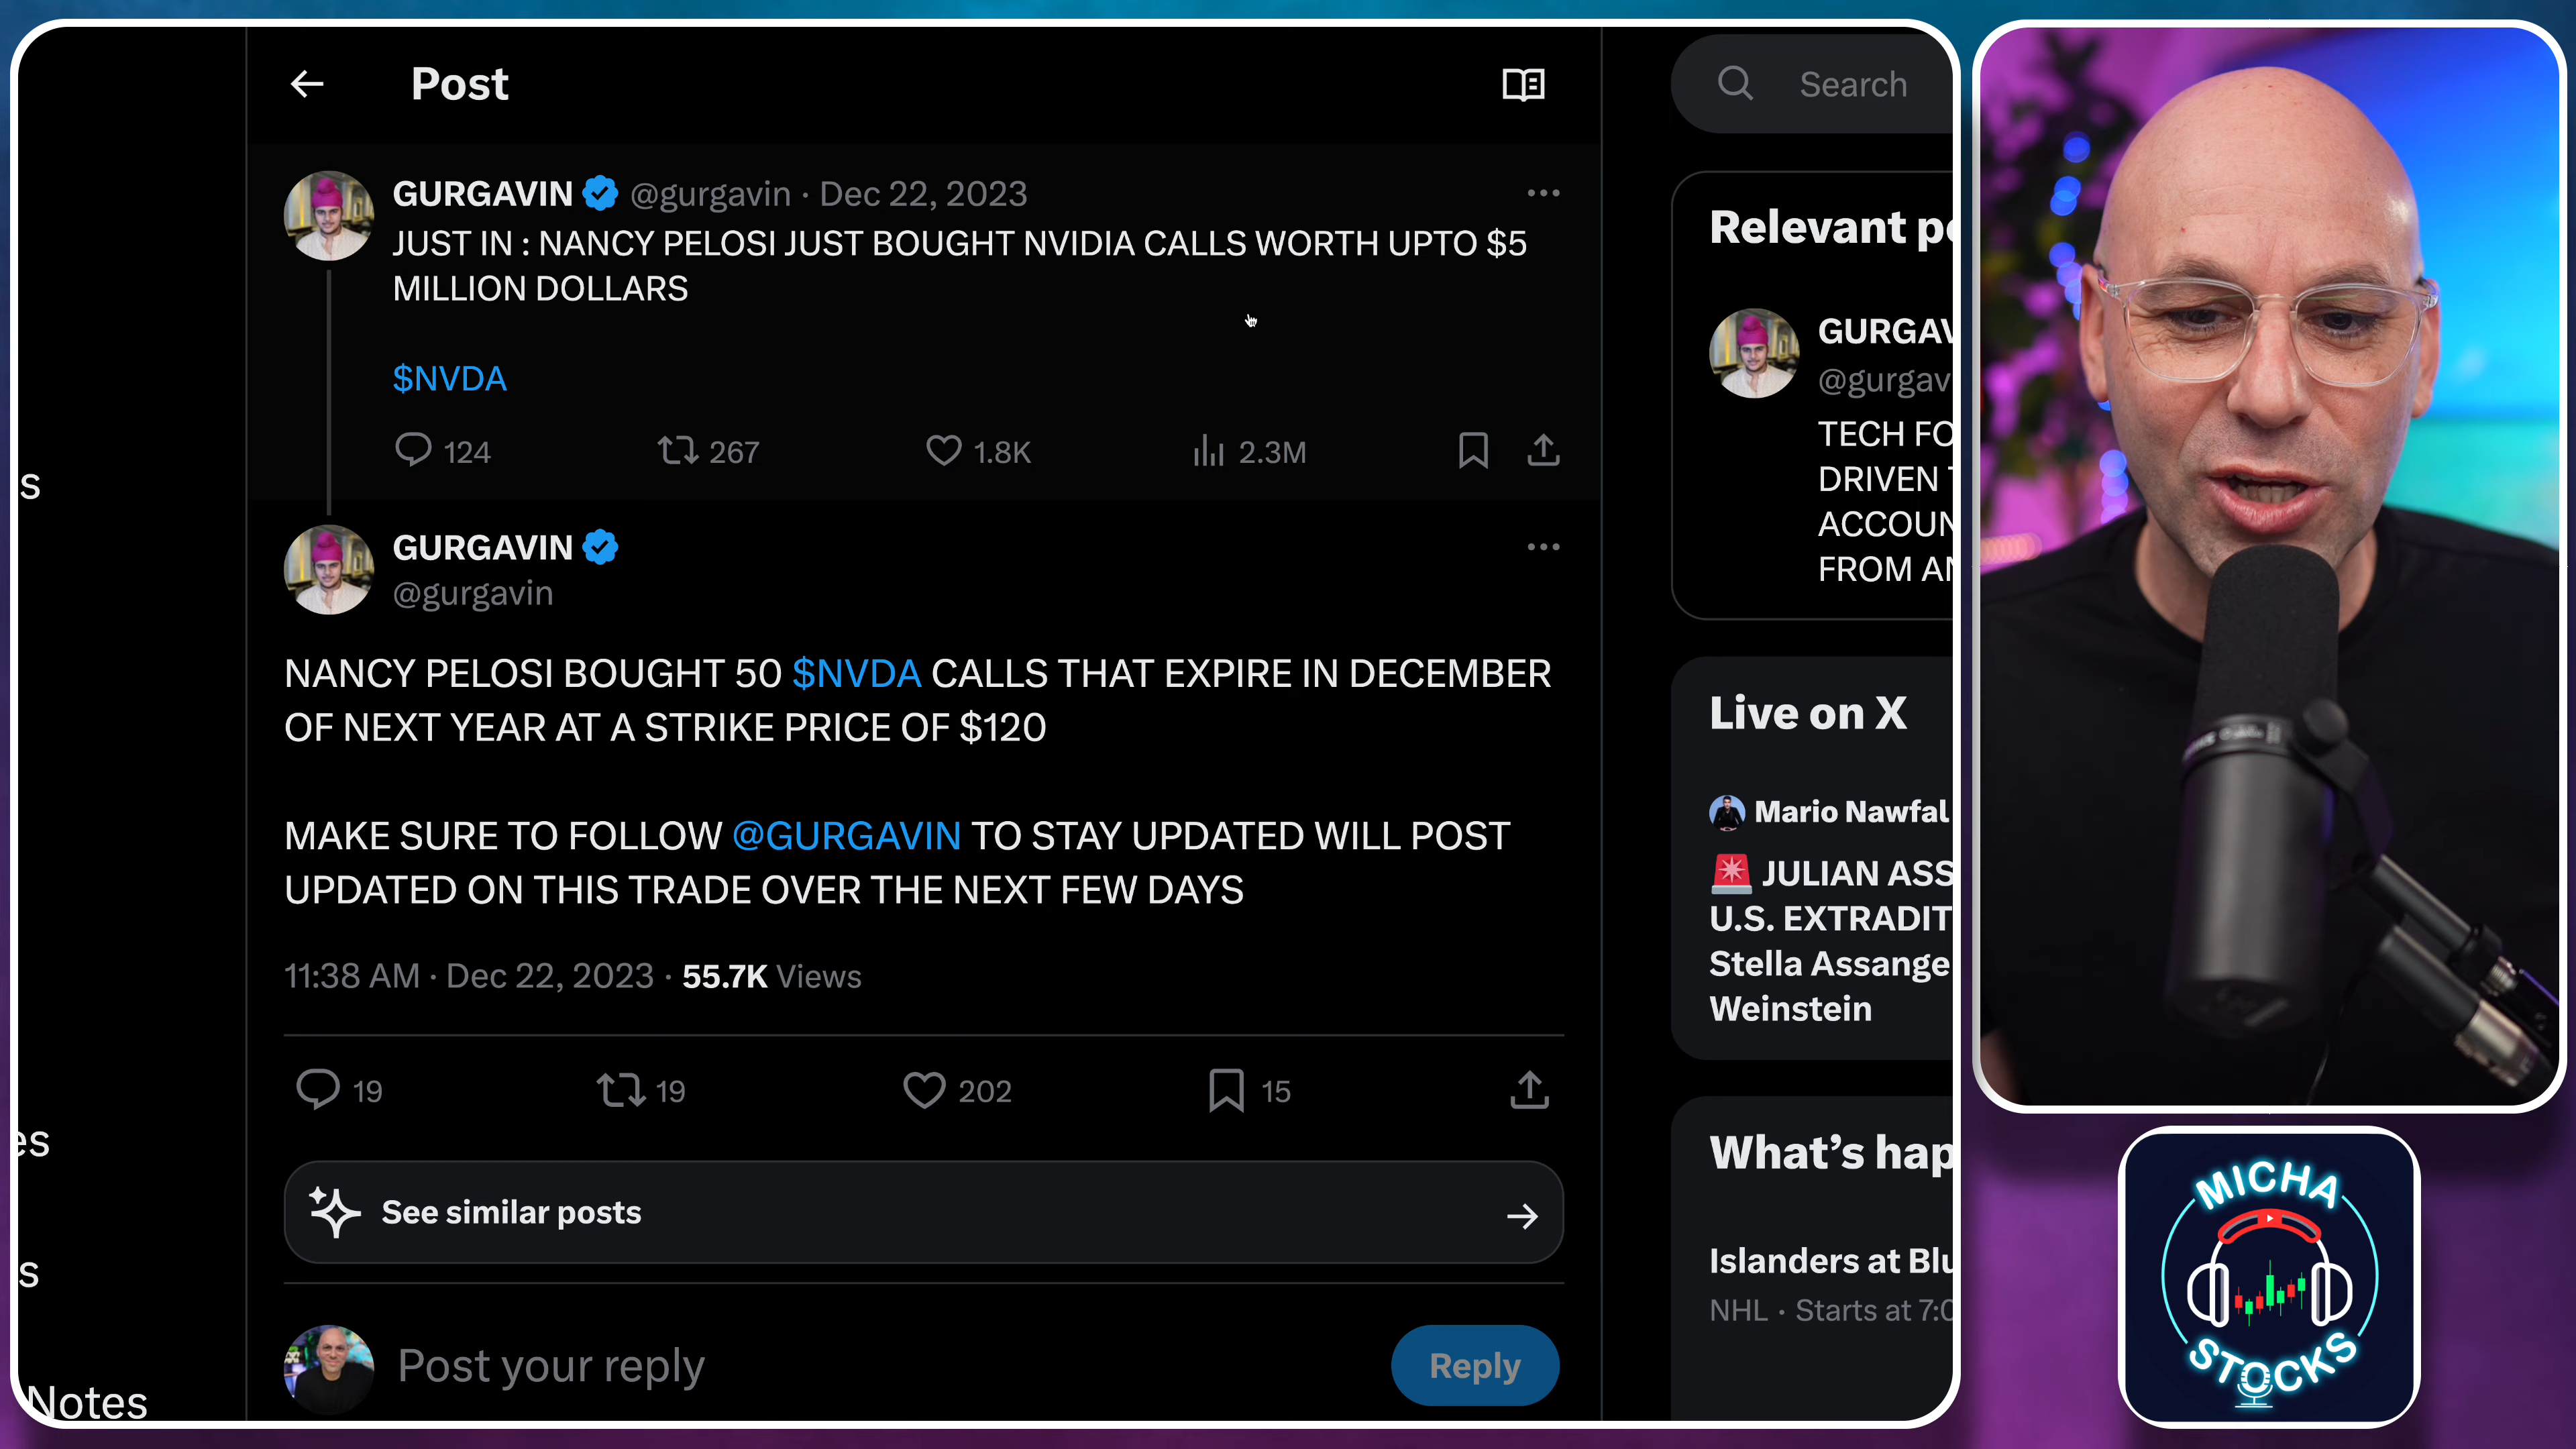 Post
GURGAVIN @gurgavin · Dec 22, 2023
JUST IN : NANCY PELOSI JUST BOUGHT NVIDIA CALLS WORTH UPTO $5
MILLION DOLLARS
$NVDA
124 267 1.8K 2.3M
GURGAVIN
@gurgavin
NANCY PELOSI BOUGHT 50 $NVDA CALLS THAT EXPIRE IN DECEMBER
OF NEXT YEAR AT A STRIKE PRICE OF $120
MAKE SURE TO FOLLOW @GURGAVIN TO STAY UPDATED WILL POST
UPDATED ON THIS TRADE OVER THE NEXT FEW DAYS
11:38 AM · Dec 22, 2023 · 55.7K Views
19 19 202 15
See similar posts
Post your reply
Reply
s
es
s
Notes
Search
Relevant pe
GURGAV
@gurgav
TECH FO
DRIVEN
ACCOUN
FROM AN
Live on X
Mario Nawfal
🚨 JULIAN ASS
U.S. EXTRADIT
Stella Assange
Weinstein
What's hap
Islanders at Blu
NHL · Starts at 7:0
MICHA
STOCKS